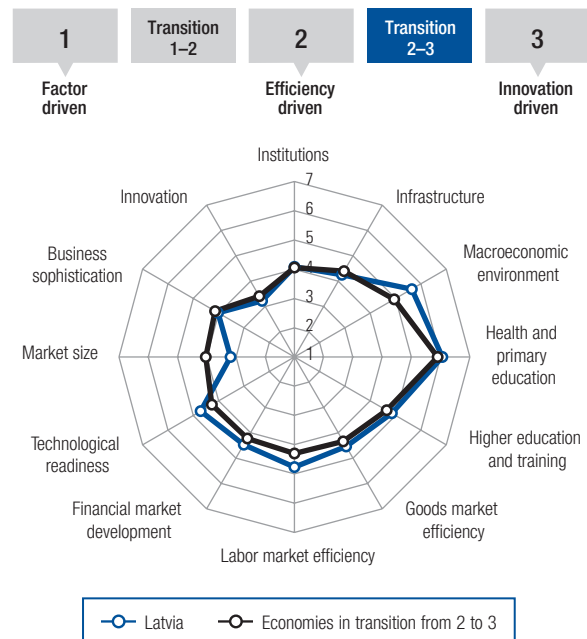 1
Transition
1–2
2
Transition
2–3
3
Factor
driven
Efficiency
driven
Innovation
driven
Institutions
Infrastructure
Macroeconomic
environment
Health and
primary
education
Higher education
and training
Goods market
efficiency
Labor market efficiency
Financial market
development
Technological
readiness
Market size
Business
sophistication
Innovation
7
6
5
4
3
2
1
Latvia
Economies in transition from 2 to 3